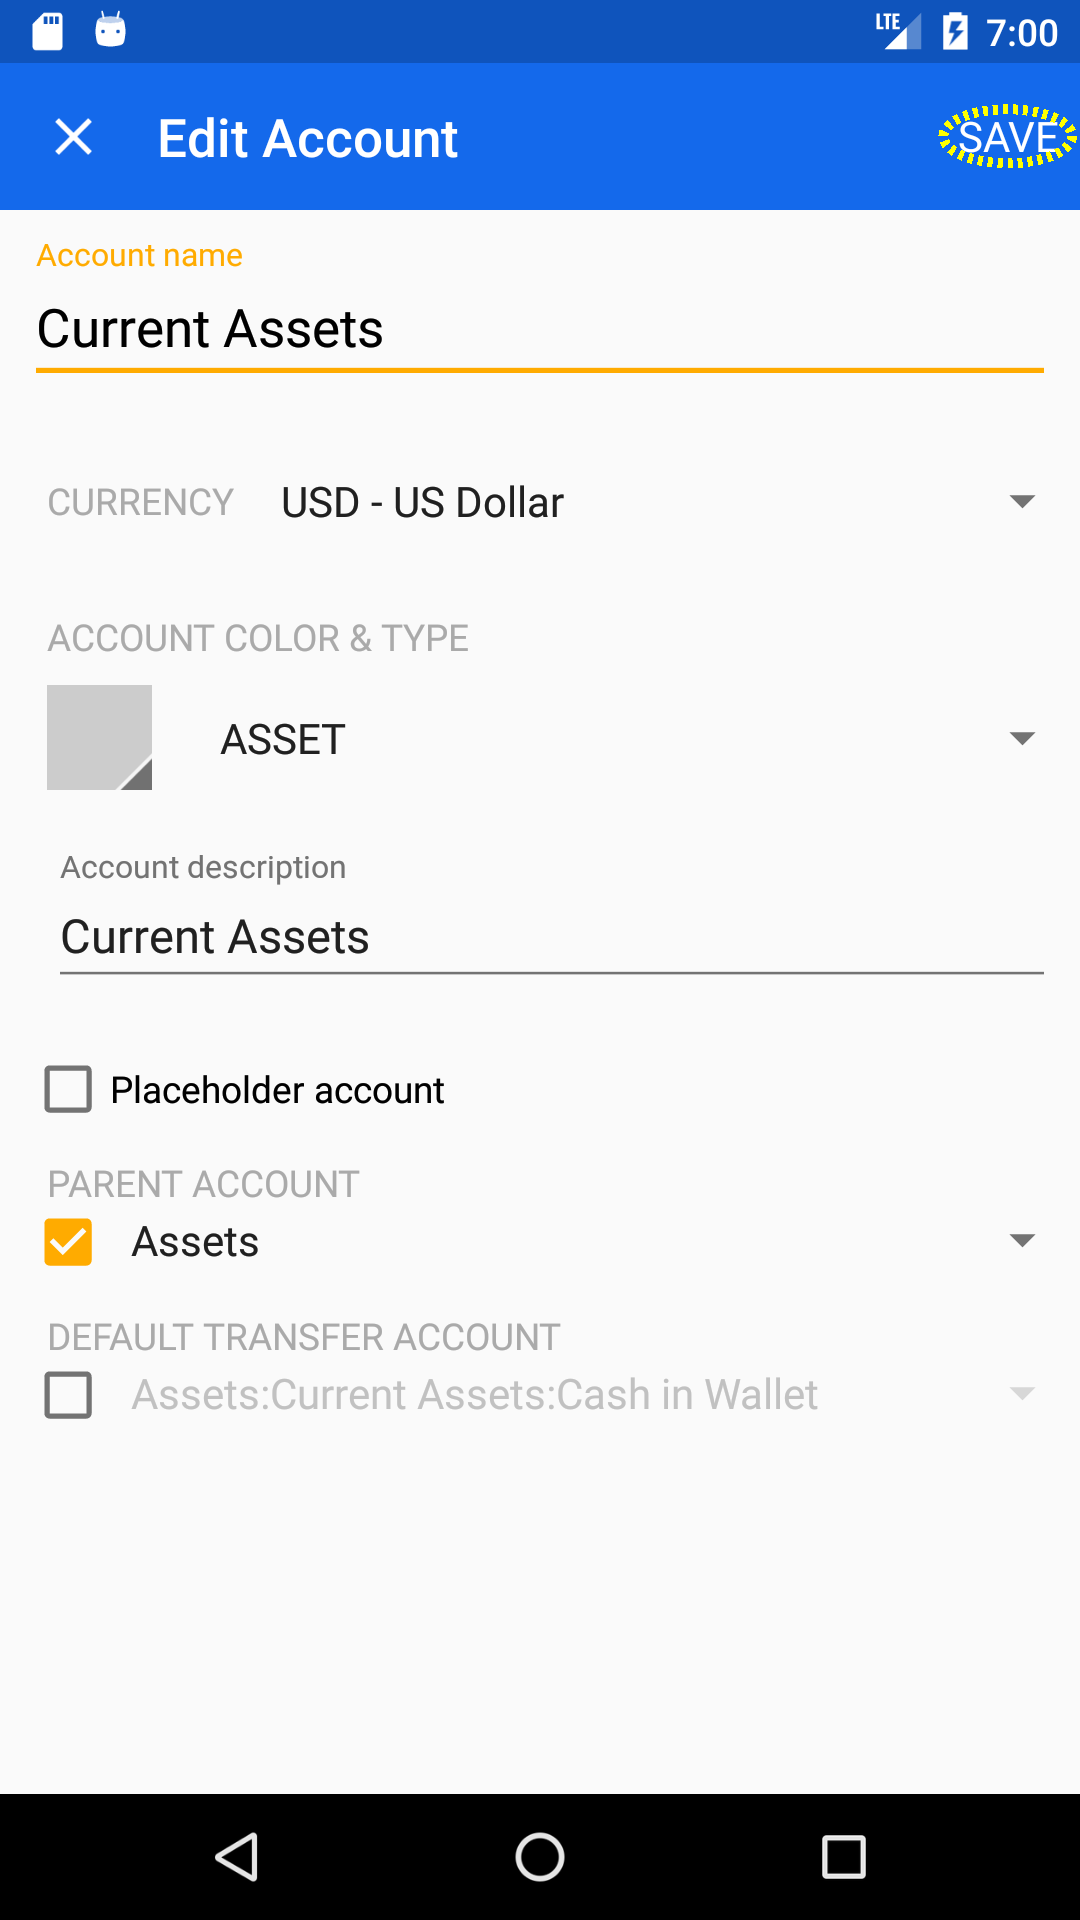 LTE 7:00
Edit Account SAVE
Account name
Current Assets
CURRENCY USD - US Dollar
ACCOUNT COLOR & TYPE
ASSET
Account description
Current Assets
Placeholder account
PARENT ACCOUNT
Assets
DEFAULT TRANSFER ACCOUNT
Assets:Current Assets:Cash in Wallet